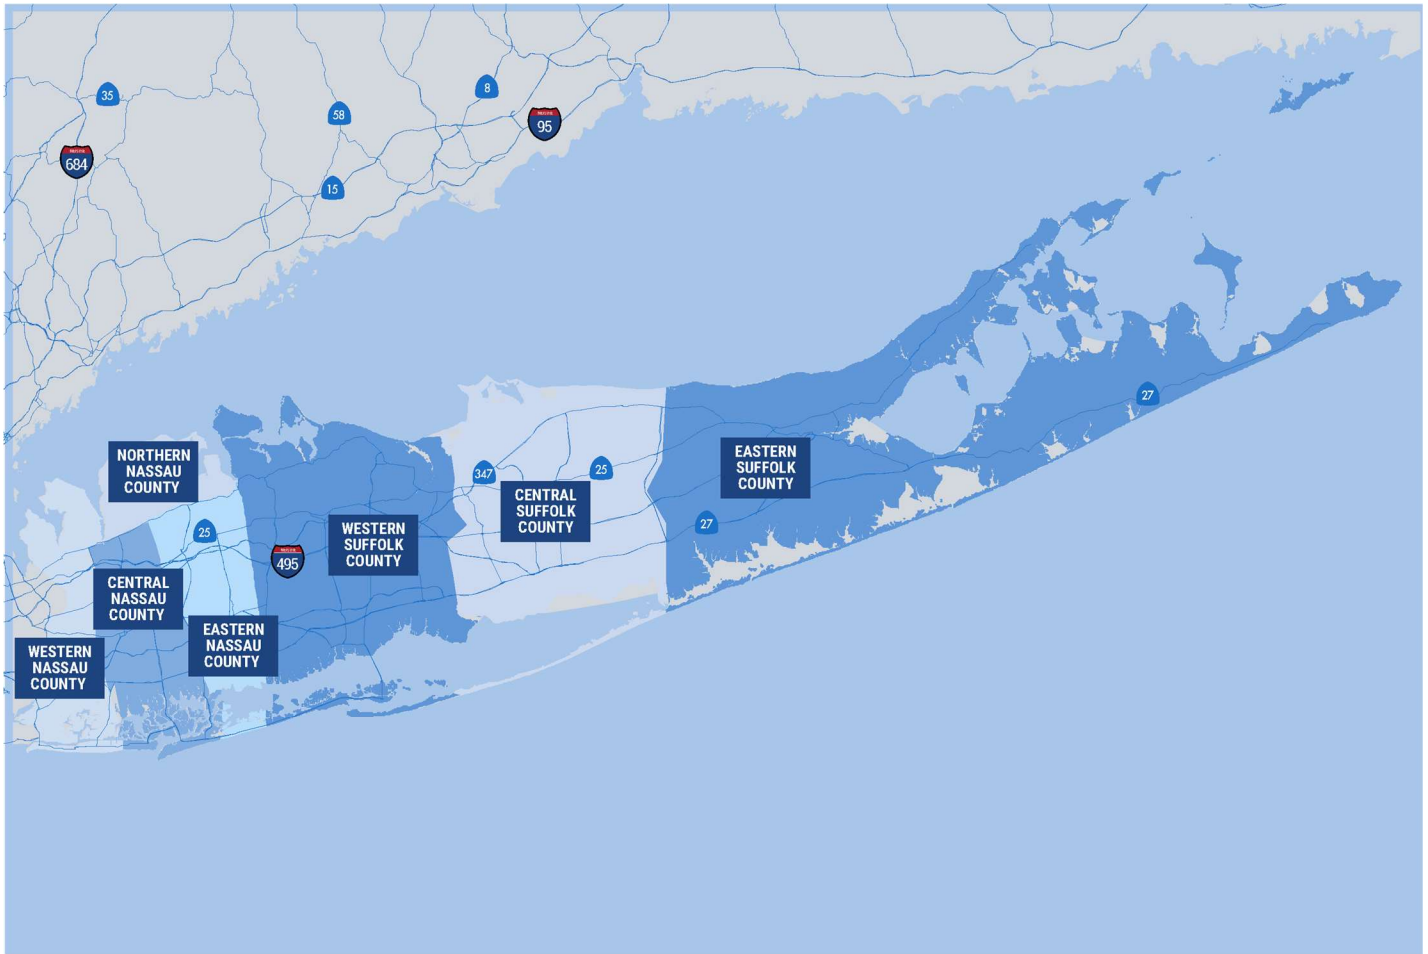 8
35
58
95
684
15
27
NORTHERN
NASSAU
COUNTY
EASTERN
SUFFOLK
COUNTY
347
25
CENTRAL
SUFFOLK
COUNTY
27
25
WESTERN
SUFFOLK
COUNTY
495
CENTRAL
NASSAU
COUNTY
EASTERN
NASSAU
COUNTY
WESTERN
NASSAU
COUNTY